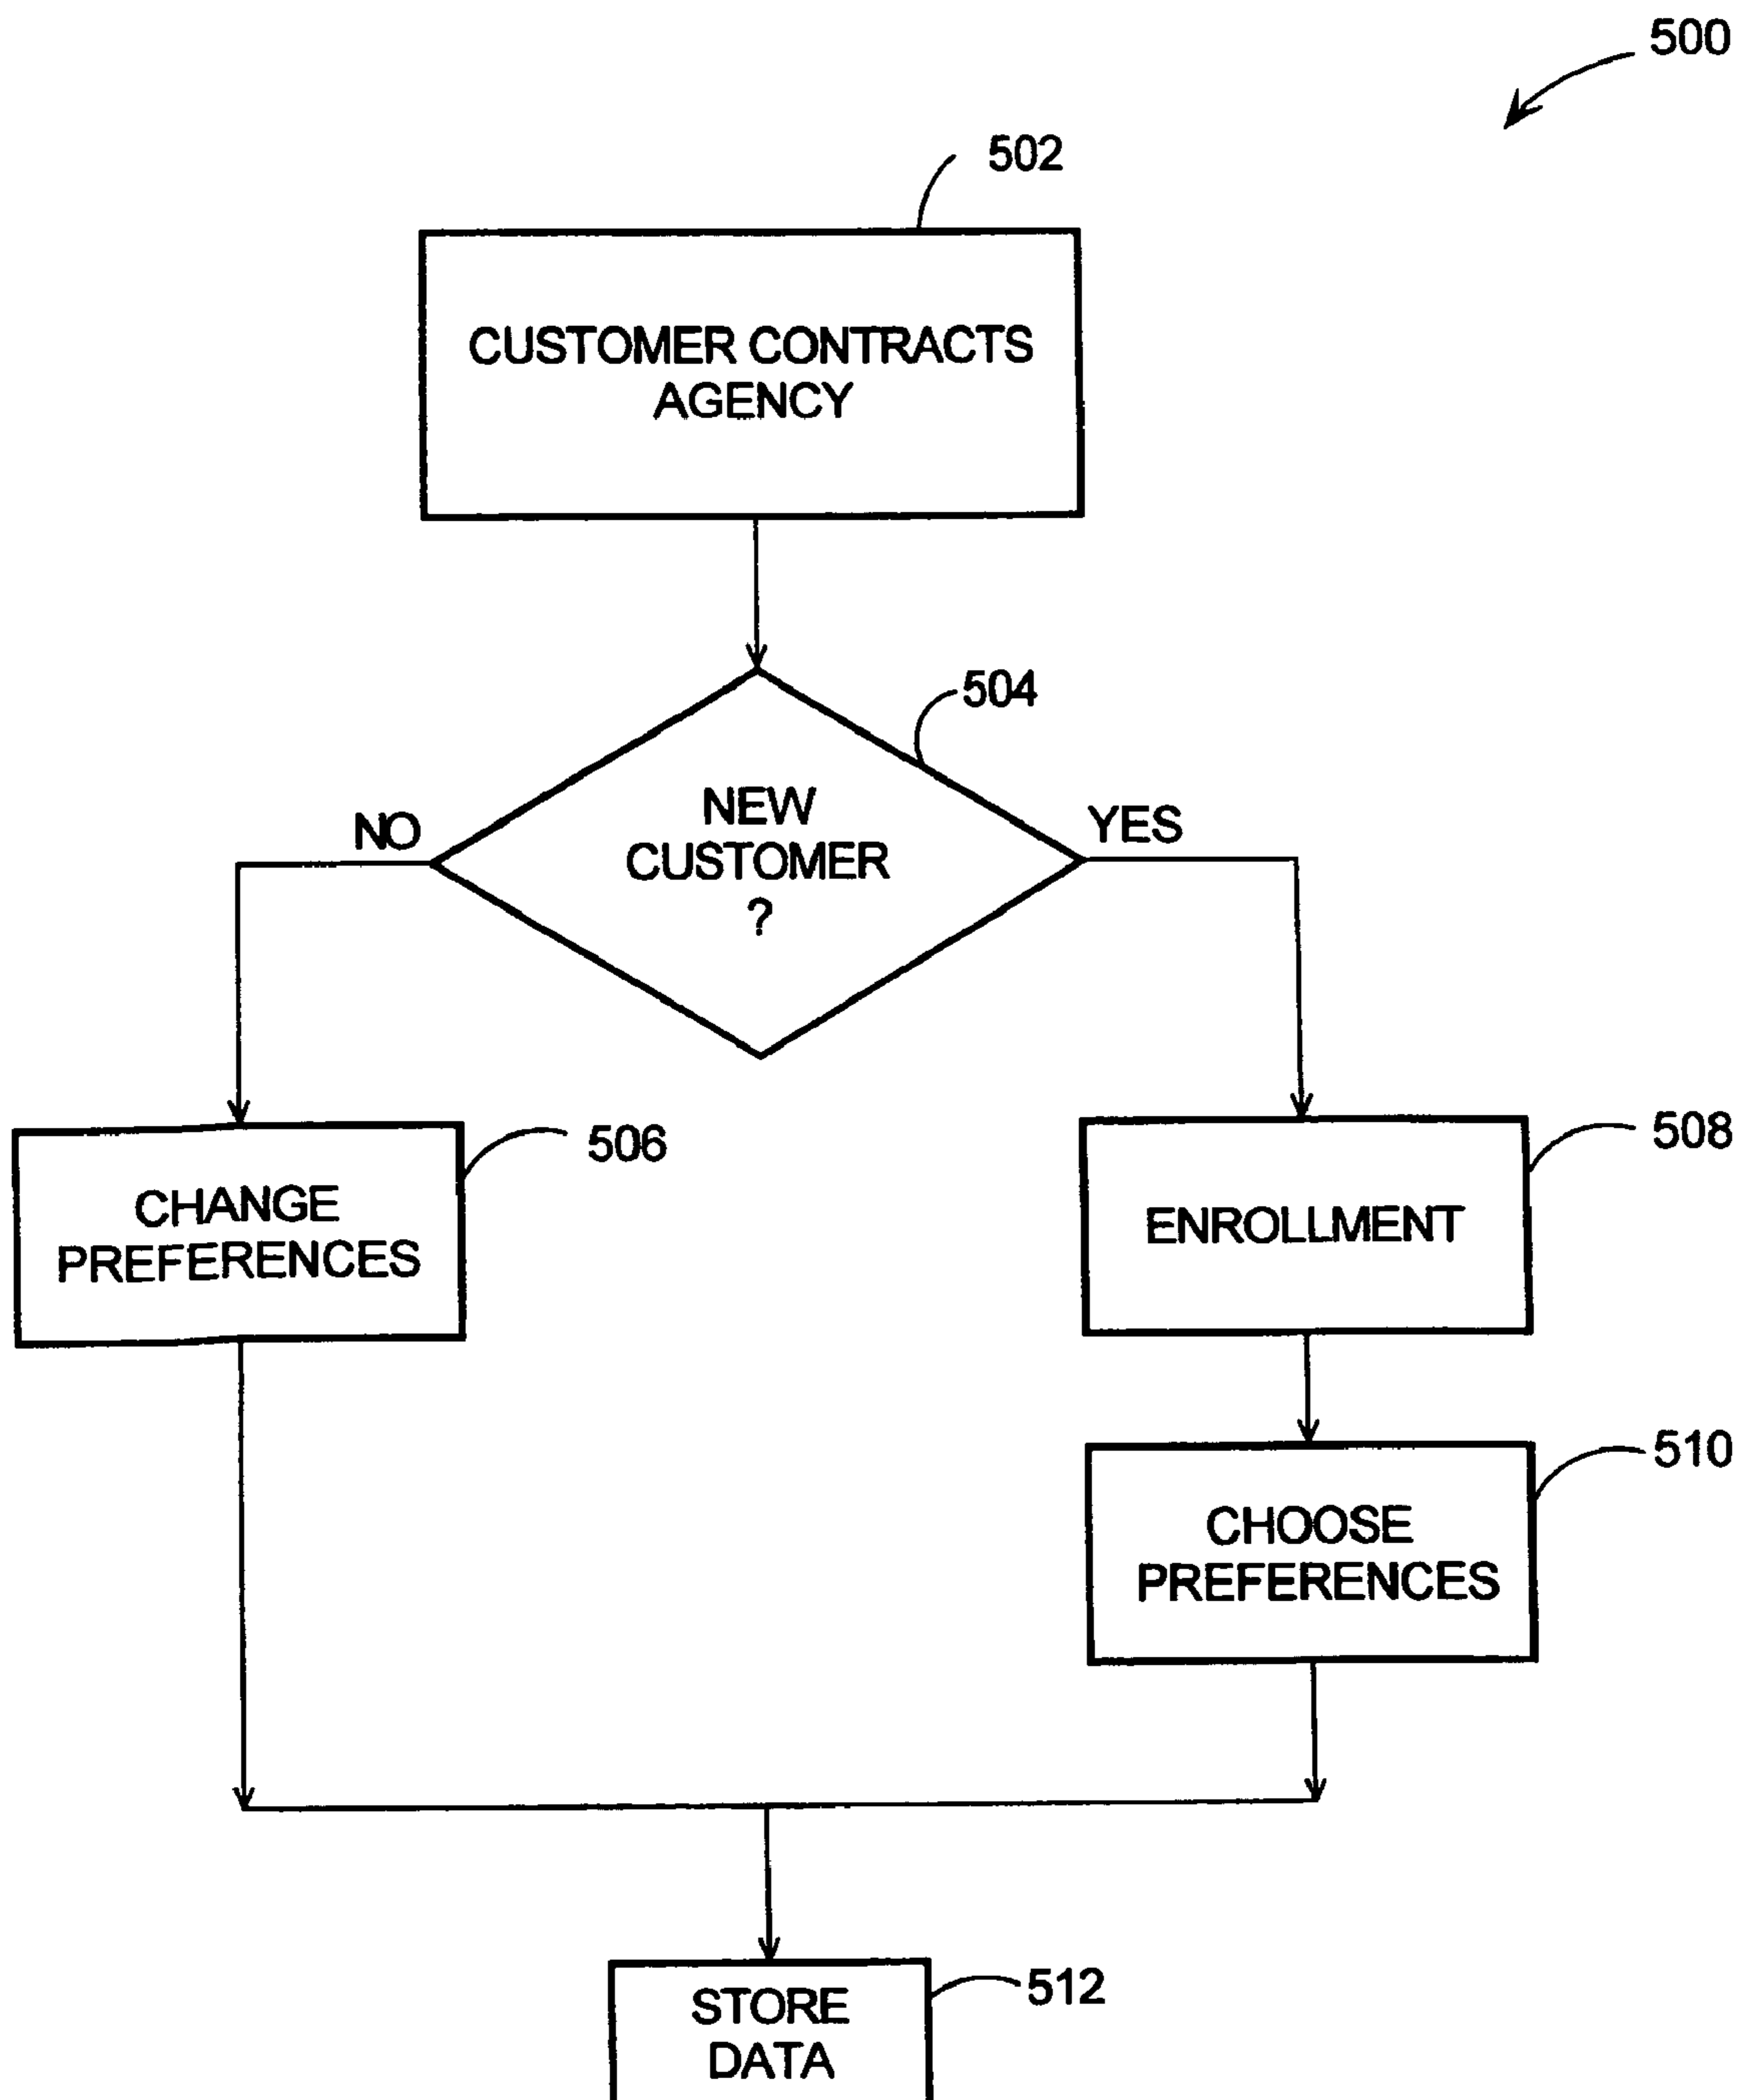 500
502
CUSTOMER CONTRACTS
AGENCY
504
NEW
CUSTOMER
?
NO
YES
506
CHANGE
PREFERENCES
508
ENROLLMENT
510
CHOOSE
PREFERENCES
512
STORE
DATA